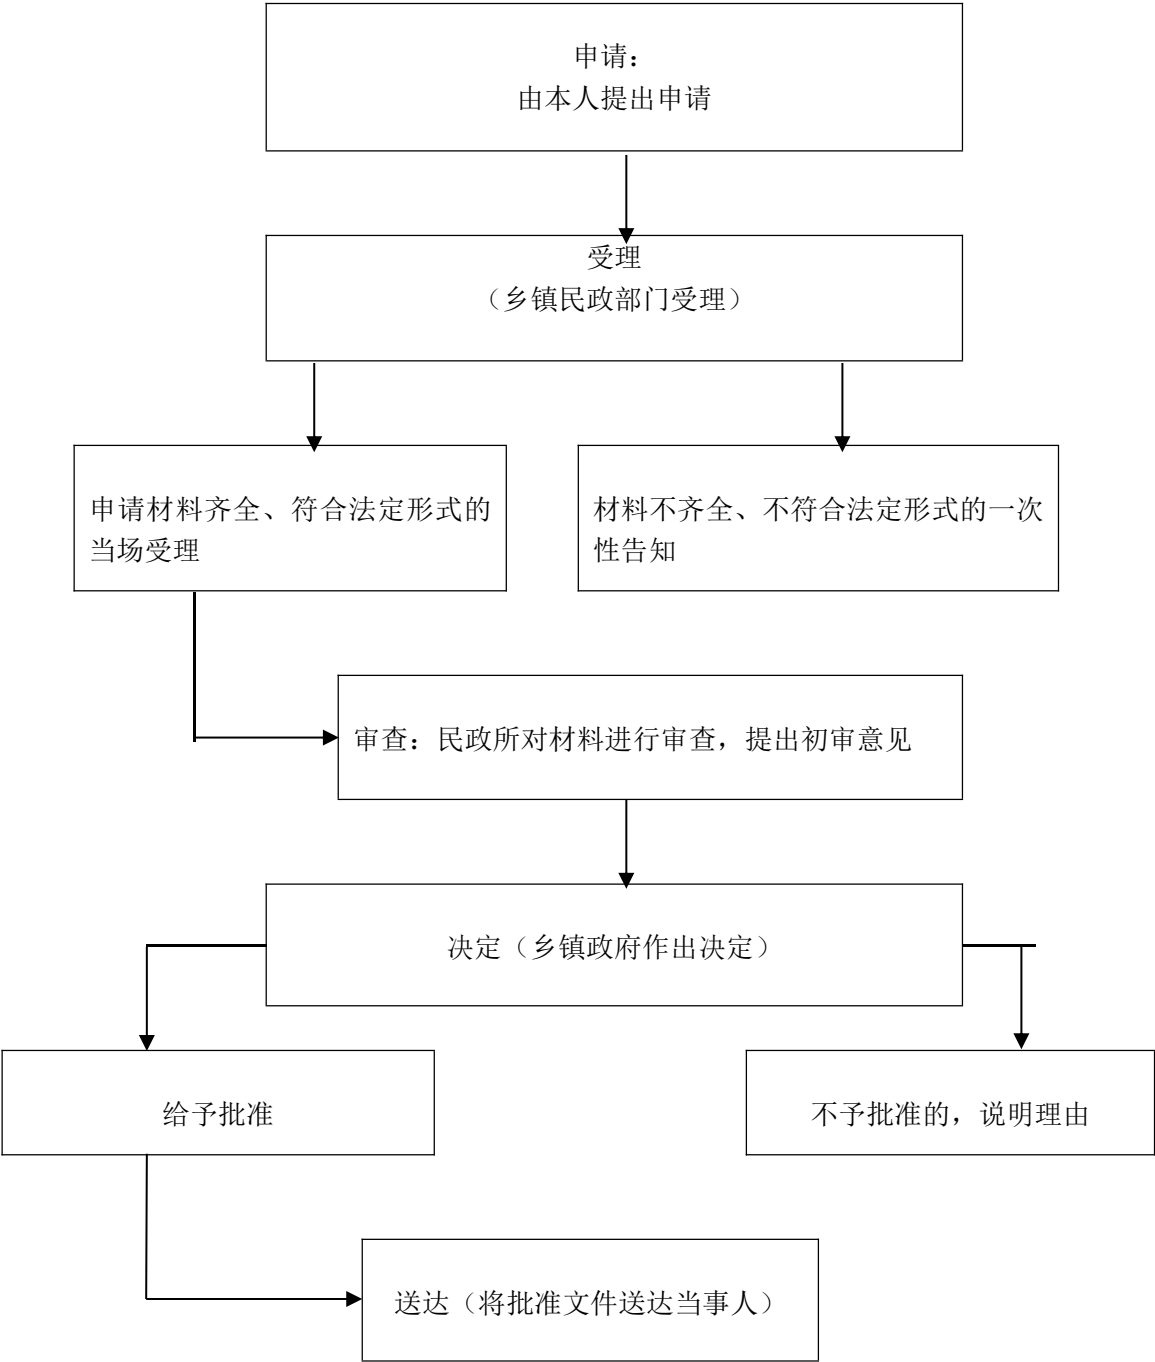 申请：
由本人提出申请
受理
（乡镇民政部门受理）
申请材料齐全、符合法定形式的
当场受理
材料不齐全、不符合法定形式的一次
性告知
审查：民政所对材料进行审查，提出初审意见
决定（乡镇政府作出决定）
给予批准
不予批准的，说明理由
送达（将批准文件送达当事人）